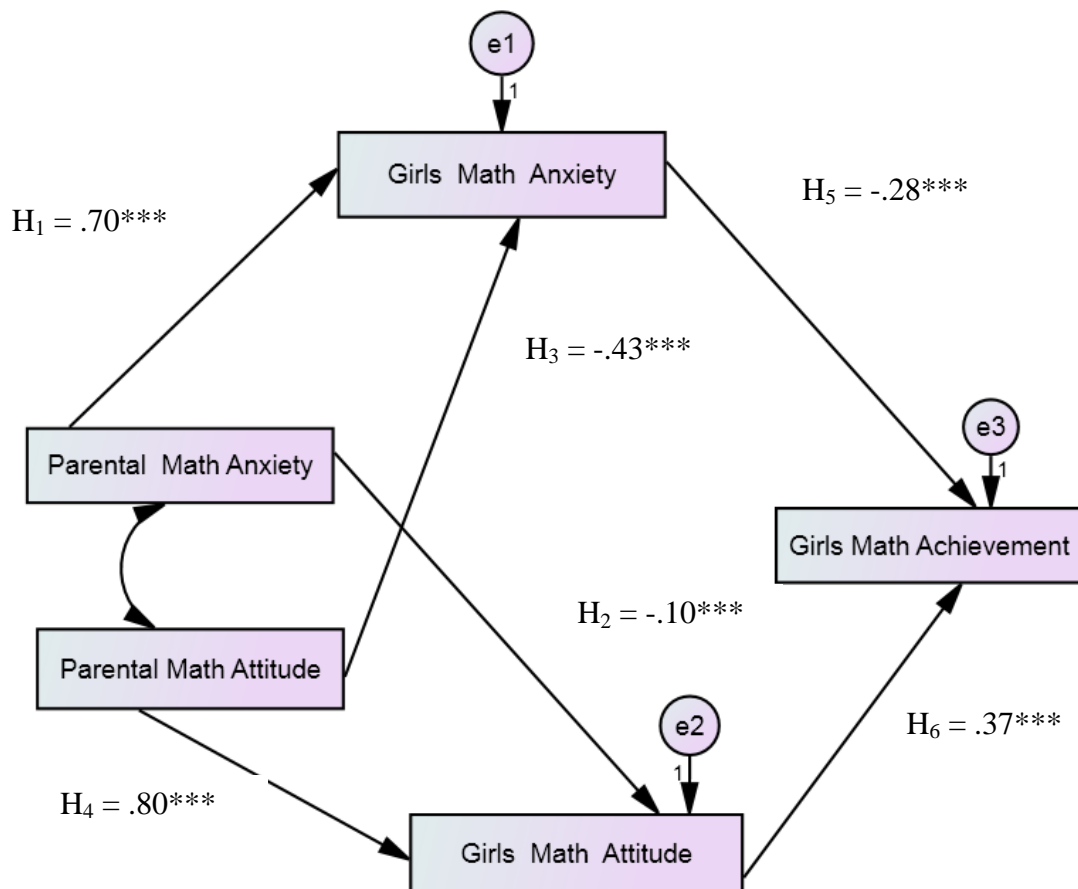 e1
1
Girls Math Anxiety
H₁ = .70***
H₅ = -.28***
H₃ = -.43***
e3
1
Parental Math Anxiety
Girls Math Achievement
H₂ = -.10***
Parental Math Attitude
e2
1
H₆ = .37***
H₄ = .80***
Girls Math Attitude